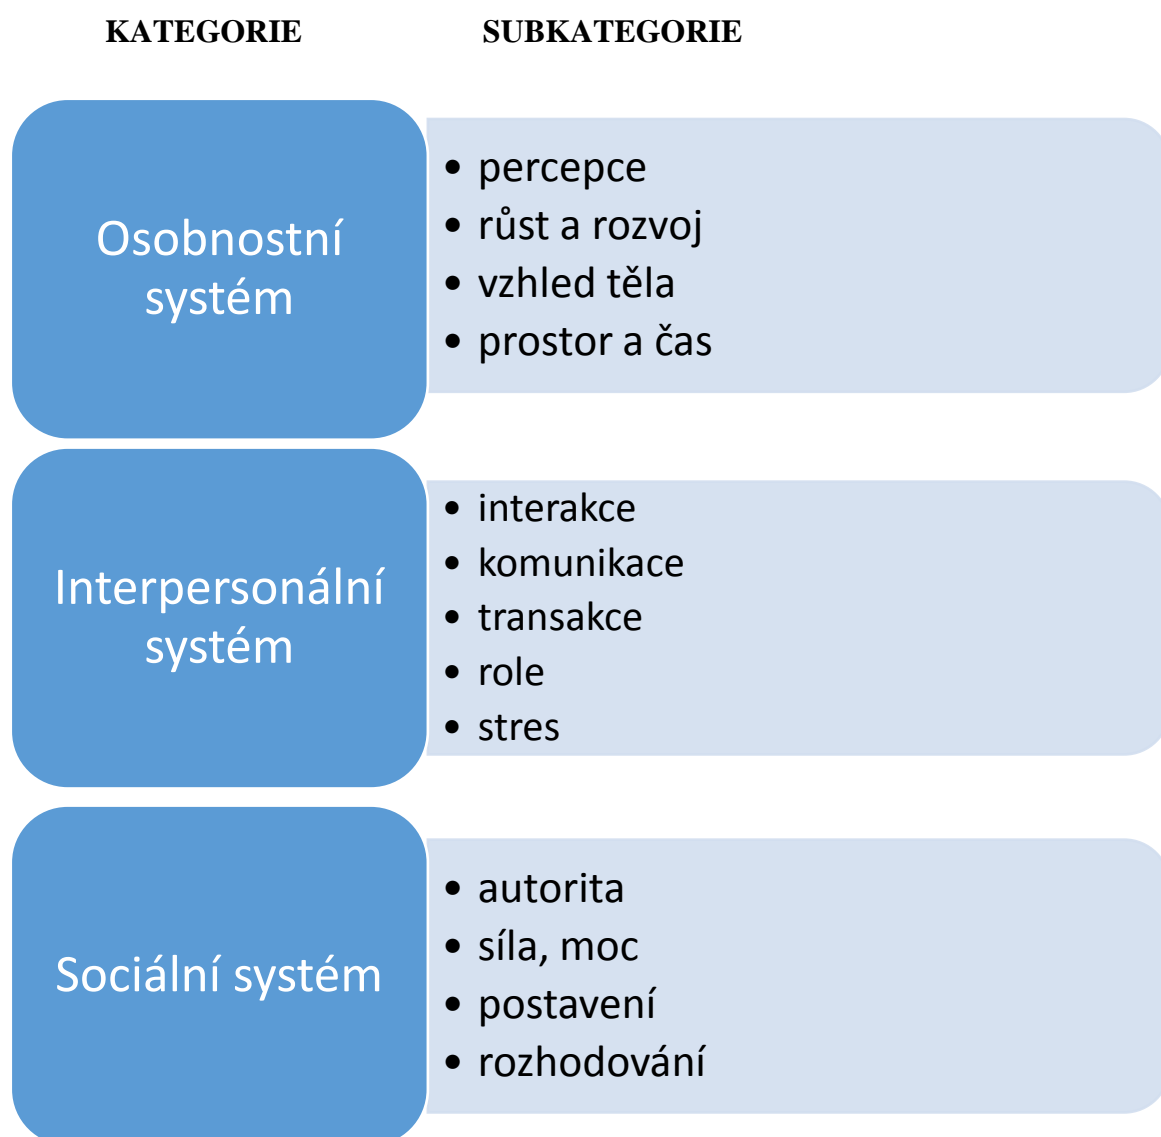 KATEGORIE SUBKATEGORIE
Osobnostní
systém
• percepce
• růst a rozvoj
• vzhled těla
• prostor a čas
Interpersonální
systém
• interakce
• komunikace
• transakce
• role
• stres
Sociální systém
• autorita
• síla, moc
• postavení
• rozhodování